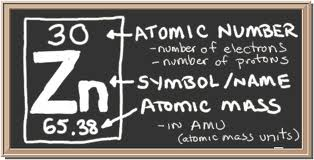 30
Zn
65.38
ATOMIC NUMBER
-number of electrons
-number of protons
SYMBOL/NAME
ATOMIC MASS
-IN AMU
(atomic mass units)